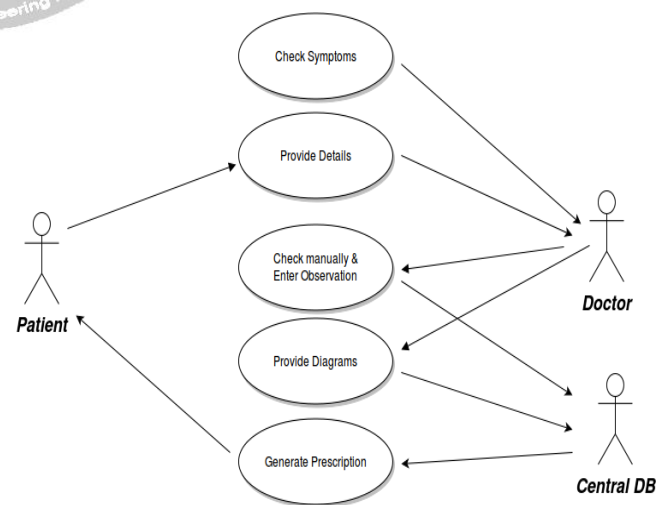 Check Symptoms
Provide Details
Check manually &
Enter Observation
Doctor
Patient
Provide Diagrams
Generate Prescription
Central DB